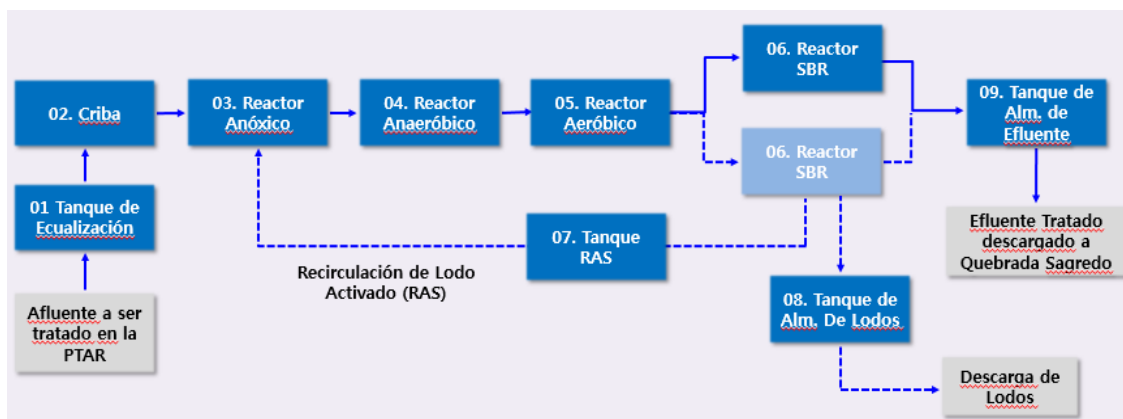 02. Criba
03. Reactor
Anóxico
04. Reactor
Anaeróbico
05. Reactor
Aeróbico
06. Reactor
SBR
06. Reactor
SBR
09. Tanque de
Alm. de
Efluente
01 Tanque de
Ecualización
07. Tanque
RAS
Recirculación de Lodo
Activado (RAS)
Afluente a ser
tratado en la
PTAR
08. Tanque de
Alm. De Lodos
Efluente Tratado
descargado a
Quebrada Sagredo
Descarga de
Lodos